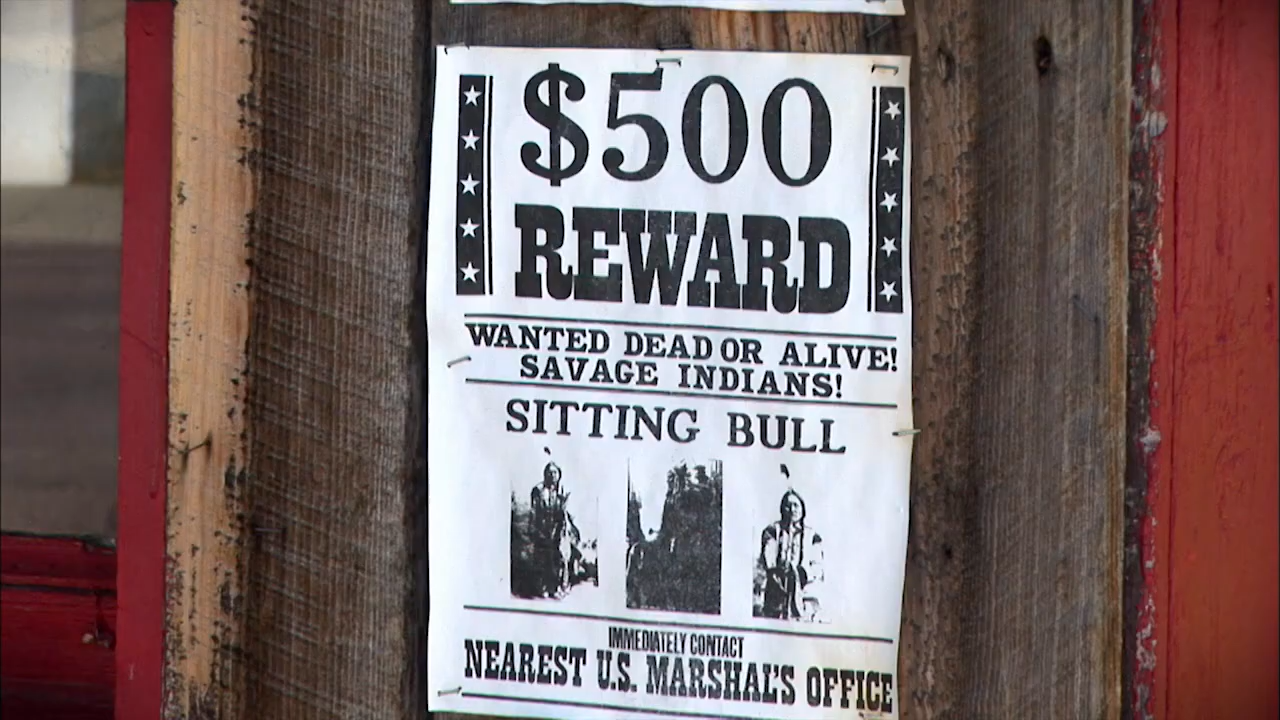 $500
REWARD
WANTED DEAD OR ALIVE!
SAVAGE INDIANS!
SITTING BULL
IMMEDIATELY CONTACT
NEAREST U.S. MARSHAL'S OFFICE